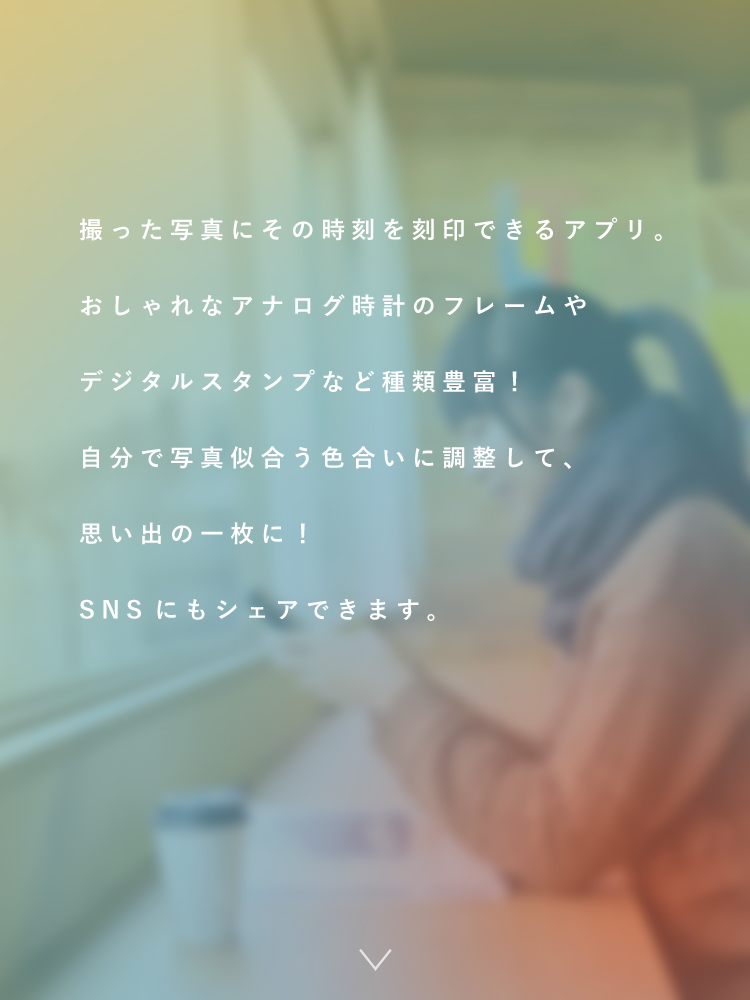 撮った写真にその時刻を刻印できるアプリ。
おしゃれなアナログ時計のフレームや
デジタルスタンプなど種類豊富！
自分で写真似合う色合いに調整して、
思い出の一枚に！
SNSにもシェアできます。